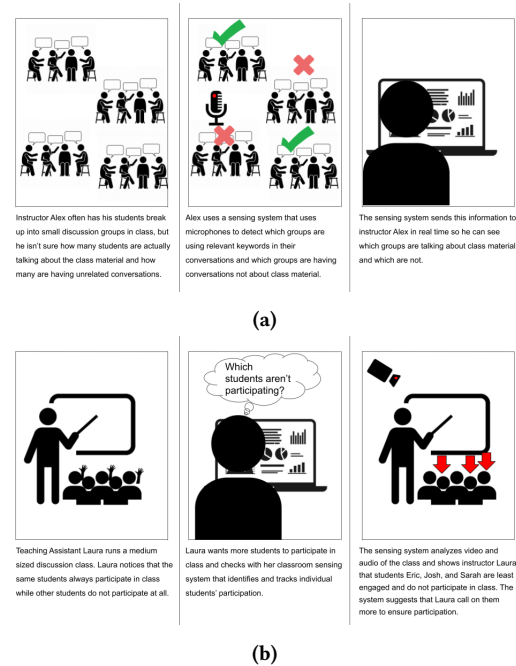 Instructor Alex often has his students break
up into small discussion groups in class, but
he isn't sure how many students are actually
talking about the class material and how
many are having unrelated conversations.
Alex uses a sensing system that uses
microphones to detect which groups are
using relevant keywords in their
conversations and which groups are having
conversations not about class material.
The sensing system sends this information to
instructor Alex in real time so he can see
which groups are talking about class material
and which are not.
(a)
Which
students aren't
participating?
Teaching Assistant Laura runs a medium
sized discussion class. Laura notices that the
same students always participate in class
while other students do not participate at all.
Laura wants more students to participate in
class and checks with her classroom sensing
system that identifies and tracks individual
students' participation.
The sensing system analyzes video and
audio of the class and shows instructor Laura
that students Eric, Josh, and Sarah are least
engaged and do not participate in class. The
system suggests that Laura call on them
more to ensure participation.
(b)